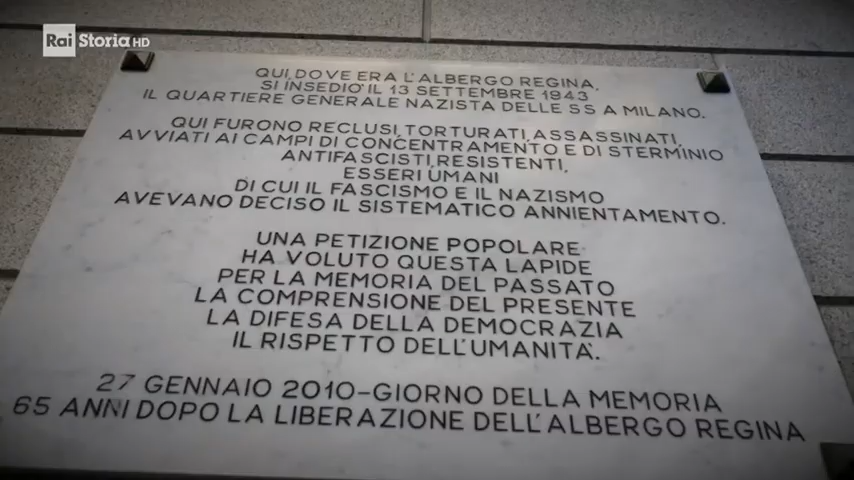 Rai Storia HD
QUI, DOVE ERA L'ALBERGO REGINA,
SI INSEDIO' IL 13 SETTEMBRE 1943
IL QUARTIERE GENERALE NAZISTA DELLE SS A MILANO.
QUI FURONO RECLUSI, TORTURATI, ASSASSINATI,
AVVIATI AI CAMPI DI CONCENTRAMENTO E DI STERMINIO
ANTIFASCISTI, RESISTENTI,
ESSERI UMANI
DI CUI IL FASCISMO E IL NAZISMO
AVEVANO DECISO IL SISTEMATICO ANNIENTAMENTO.
UNA PETIZIONE POPOLARE
HA VOLUTO QUESTA LAPIDE
PER LA MEMORIA DEL PASSATO
LA COMPRENSIONE DEL PRESENTE
LA DIFESA DELLA DEMOCRAZIA
IL RISPETTO DELL'UMANITA'.
27 GENNAIO 2010-GIORNO DELLA MEMORIA
65 ANNI DOPO LA LIBERAZIONE DELL'ALBERGO REGINA